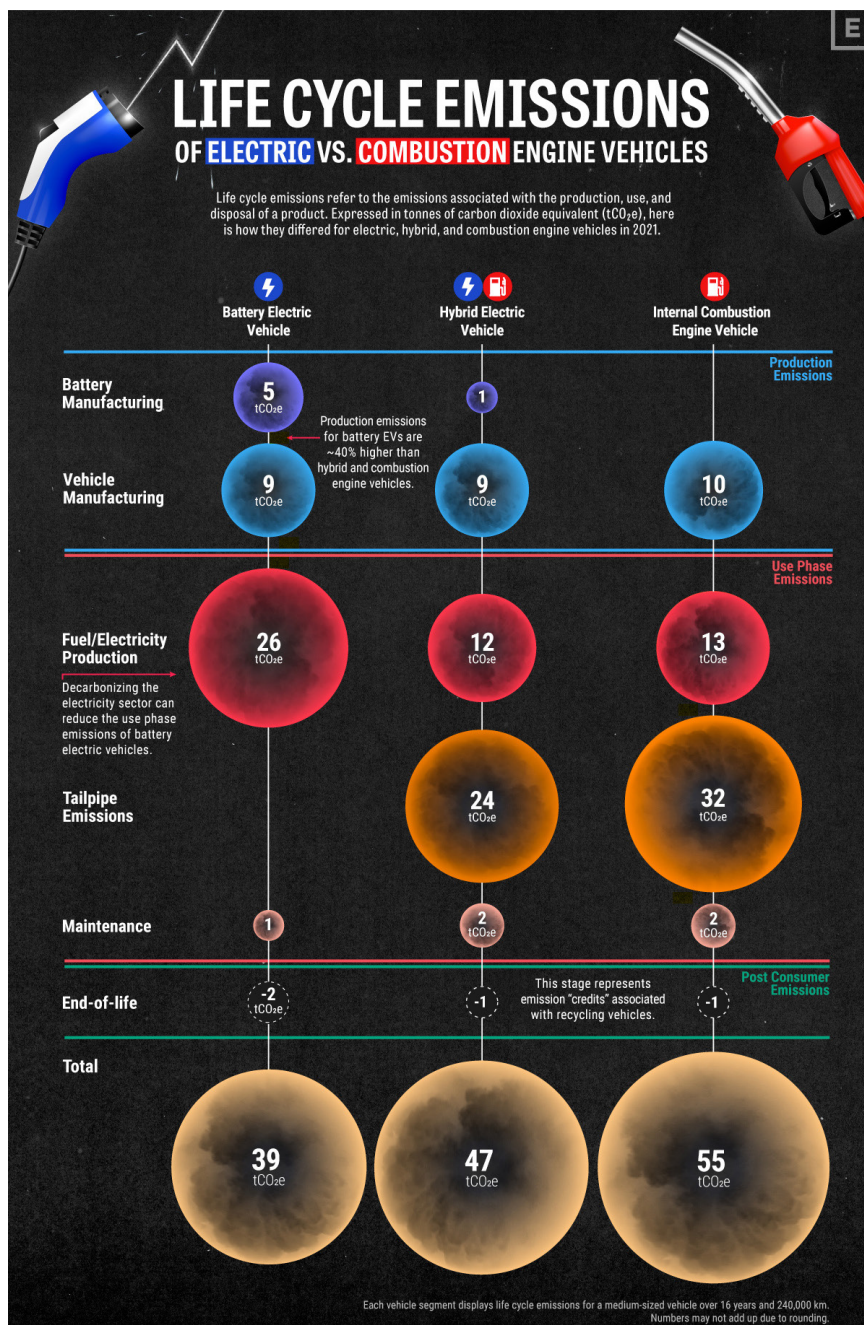 E
LIFE CYCLE EMISSIONS
OF ELECTRIC VS. COMBUSTION ENGINE VEHICLES
Life cycle emissions refer to the emissions associated with the production, use, and
disposal of a product. Expressed in tonnes of carbon dioxide equivalent (tCO₂e), here
is how they differed for electric, hybrid, and combustion engine vehicles in 2021.
Battery Electric
Vehicle
Hybrid Electric
Vehicle
Internal Combustion
Engine Vehicle
Production
Emissions
Battery
Manufacturing
5
tCO₂e
1
Production emissions
for battery EVs are
~40% higher than
hybrid and combustion
engine vehicles.
Vehicle
Manufacturing
9
tCO₂e
9
tCO₂e
10
tCO₂e
Use Phase
Emissions
Fuel/Electricity
Production
Decarbonizing the
electricity sector can
reduce the use phase
emissions of battery
electric vehicles.
26
tCO₂e
12
tCO₂e
13
tCO₂e
Tailpipe
Emissions
24
tCO₂e
32
tCO₂e
Maintenance
1
2
tCO₂e
2
tCO₂e
Post Consumer
Emissions
End-of-life
-2
tCO₂e
-1
This stage represents
emission “credits” associated
with recycling vehicles.
-1
Total
39
tCO₂e
47
tCO₂e
55
tCO₂e
Each vehicle segment displays life cycle emissions for a medium-sized vehicle over 16 years and 240,000 km.
Numbers may not add up due to rounding.